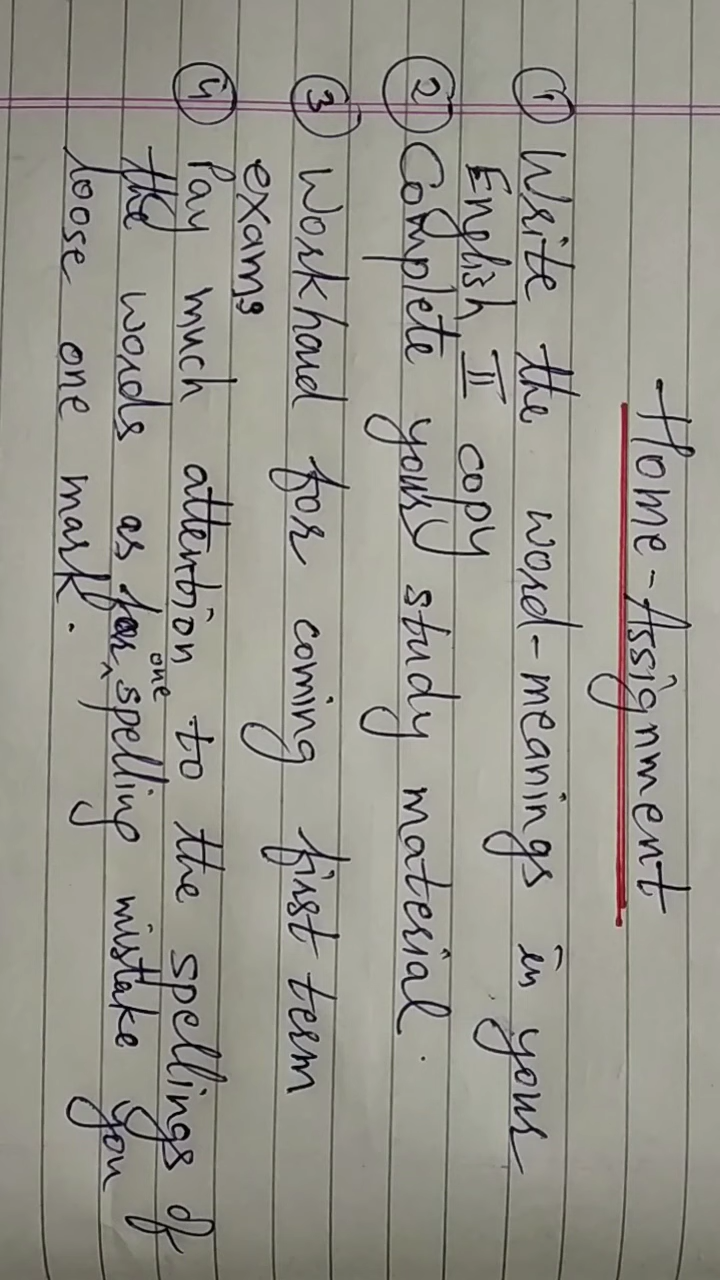 Home-Assignment
① Write the word-meanings in your
English II copy
② Complete your study material.
③ Workhard for coming first term
exams
④ Pay much attention to the spellings of
the words as for one spelling mistake you
loose one mark.